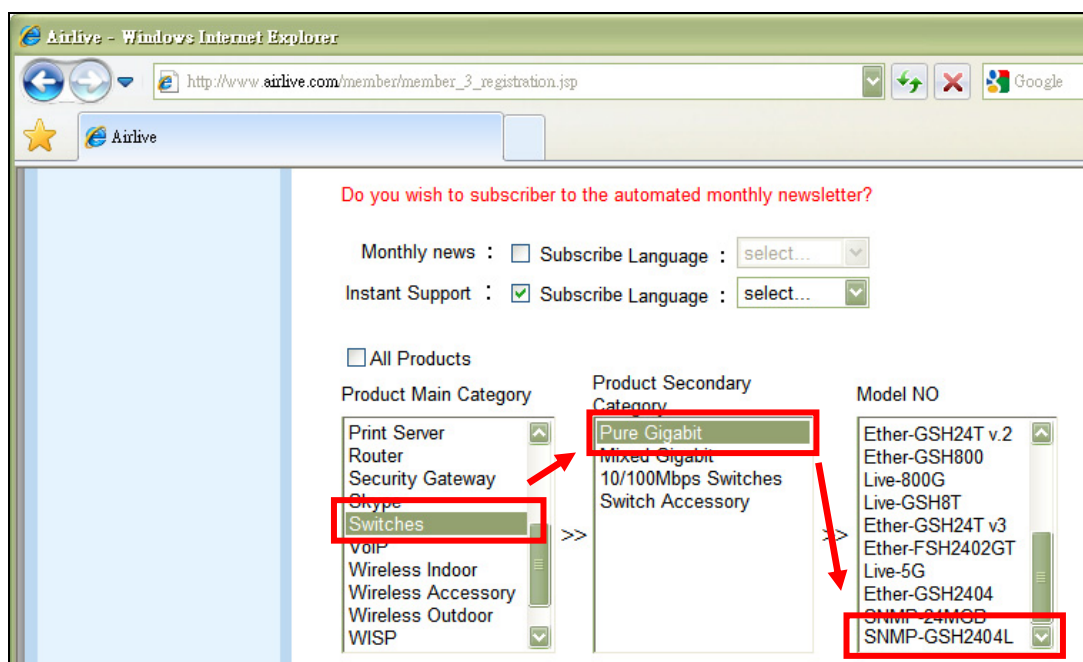 Airlive - Windows Internet Explorer
http://www.airlive.com/member/member_3_registration.jsp
Google
Airlive
Do you wish to subscriber to the automated monthly newsletter?
Monthly news : Subscribe Language : select...
Instant Support : Subscribe Language : select...
All Products
Product Main Category
Print Server
Router
Security Gateway
Skype
Switches
VoIP
Wireless Indoor
Wireless Accessory
Wireless Outdoor
WISP
>>
Product Secondary
Category
Pure Gigabit
Mixed Gigabit
10/100Mbps Switches
Switch Accessory
>>
Model NO
Ether-GSH24T v.2
Ether-GSH800
Live-800G
Live-GSH8T
Ether-GSH24T v3
Ether-FSH2402GT
Live-5G
Ether-GSH2404
SNMP-24MGB
SNMP-GSH2404L